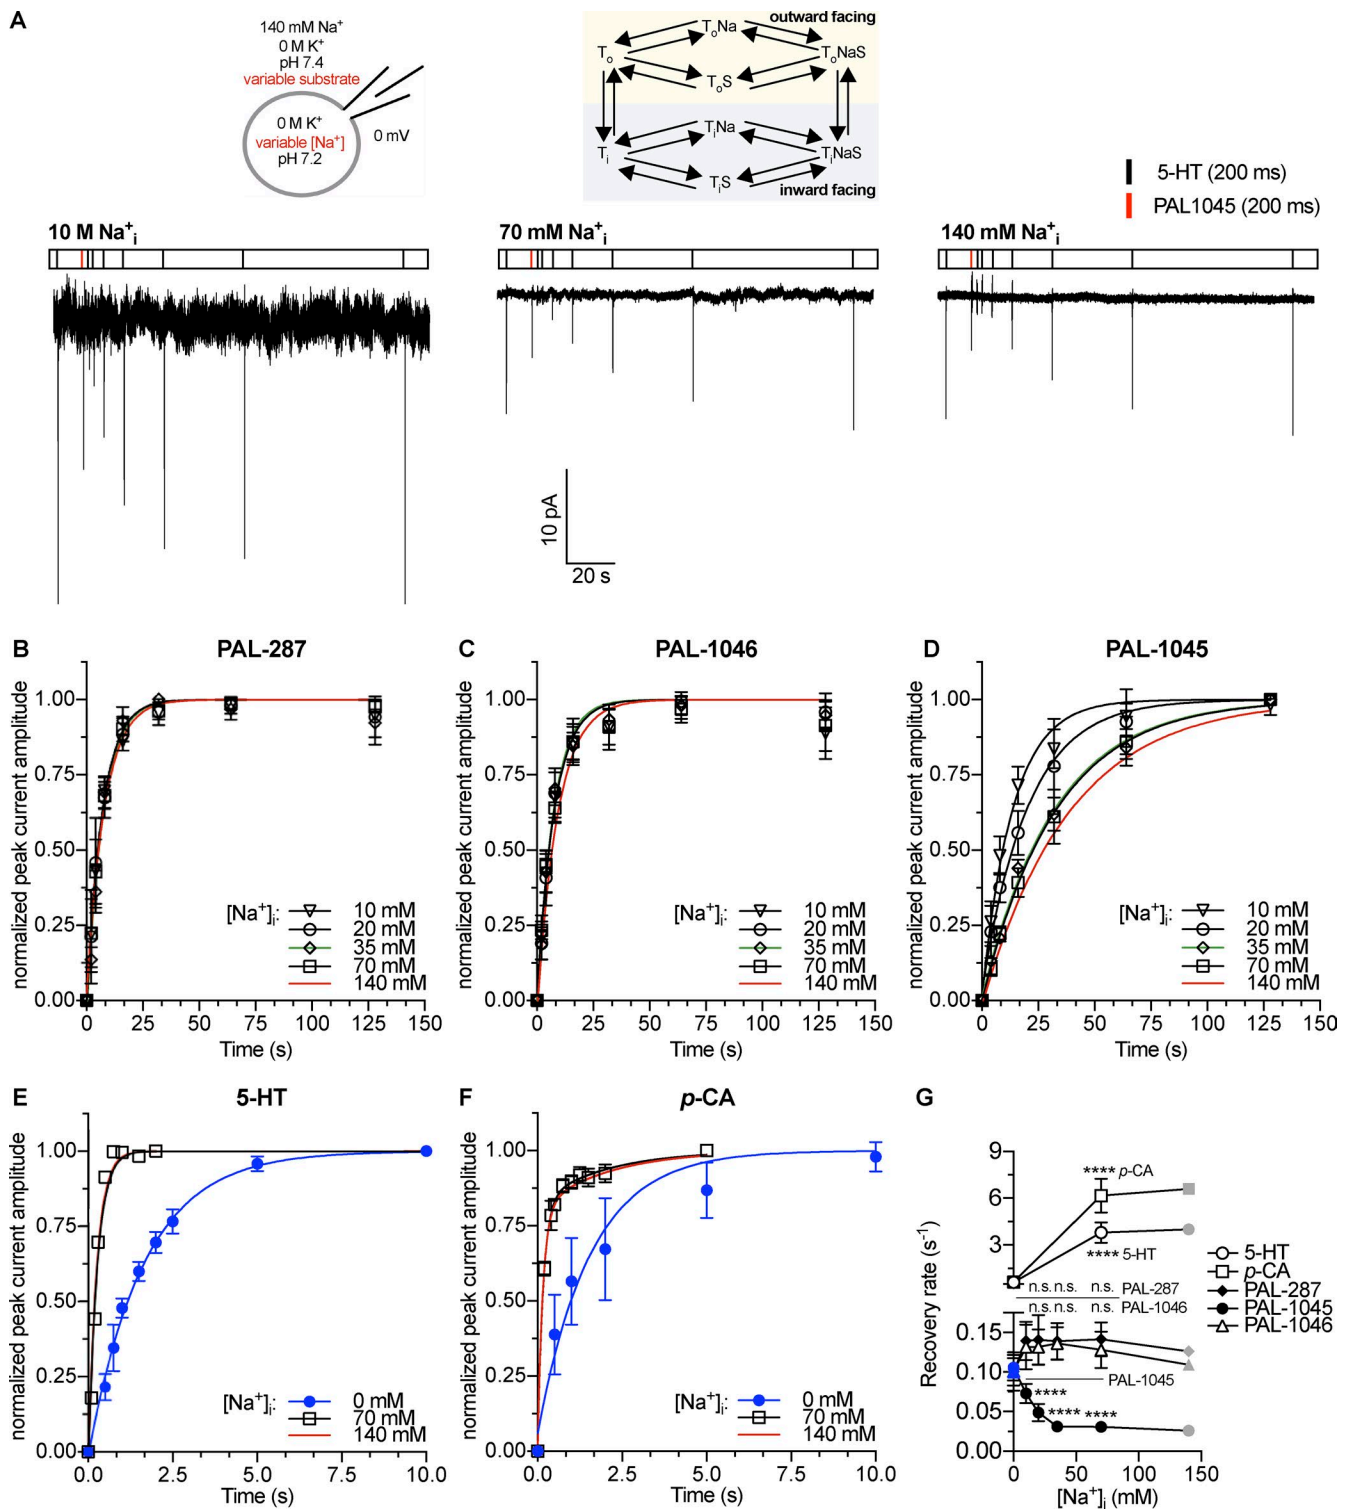 A
140 mM Na+
0 M K+
pH 7.4
variable substrate
0 M K+
variable [Na+]
pH 7.2
0 mV
outward facing
ToNa
To
ToNaS
ToS
TiNa
Ti
TiNaS
TiS
inward facing
5-HT (200 ms)
PAL1045 (200 ms)
10 M Na+i
70 mM Na+i
140 mM Na+i
10 pA
20 s
B
PAL-287
normalized peak current amplitude
1.00
0.75
0.50
0.25
0.00
[Na+]i:
10 mM
20 mM
35 mM
70 mM
140 mM
0 25 50 75 100 125 150
Time (s)
C
PAL-1046
normalized peak current amplitude
1.00
0.75
0.50
0.25
0.00
[Na+]i:
10 mM
20 mM
35 mM
70 mM
140 mM
0 25 50 75 100 125 150
Time (s)
D
PAL-1045
normalized peak current amplitude
1.00
0.75
0.50
0.25
0.00
[Na+]i:
10 mM
20 mM
35 mM
70 mM
140 mM
0 25 50 75 100 125 150
Time (s)
E
5-HT
normalized peak current amplitude
1.00
0.75
0.50
0.25
0.00
[Na+]i:
0 mM
70 mM
140 mM
0.0 2.5 5.0 7.5 10.0
Time (s)
F
p-CA
normalized peak current amplitude
1.00
0.75
0.50
0.25
0.00
[Na+]i:
0 mM
70 mM
140 mM
0.0 2.5 5.0 7.5 10.0
Time (s)
G
Recovery rate (s-1)
9
6
3
0.15
0.10
0.05
0.00
**** p-CA
**** 5-HT
n.s. n.s. n.s. PAL-287
n.s. n.s. n.s. PAL-1046
PAL-1045
****
**** ****
0 50 100 150
[Na+]i (mM)
5-HT
p-CA
PAL-287
PAL-1045
PAL-1046